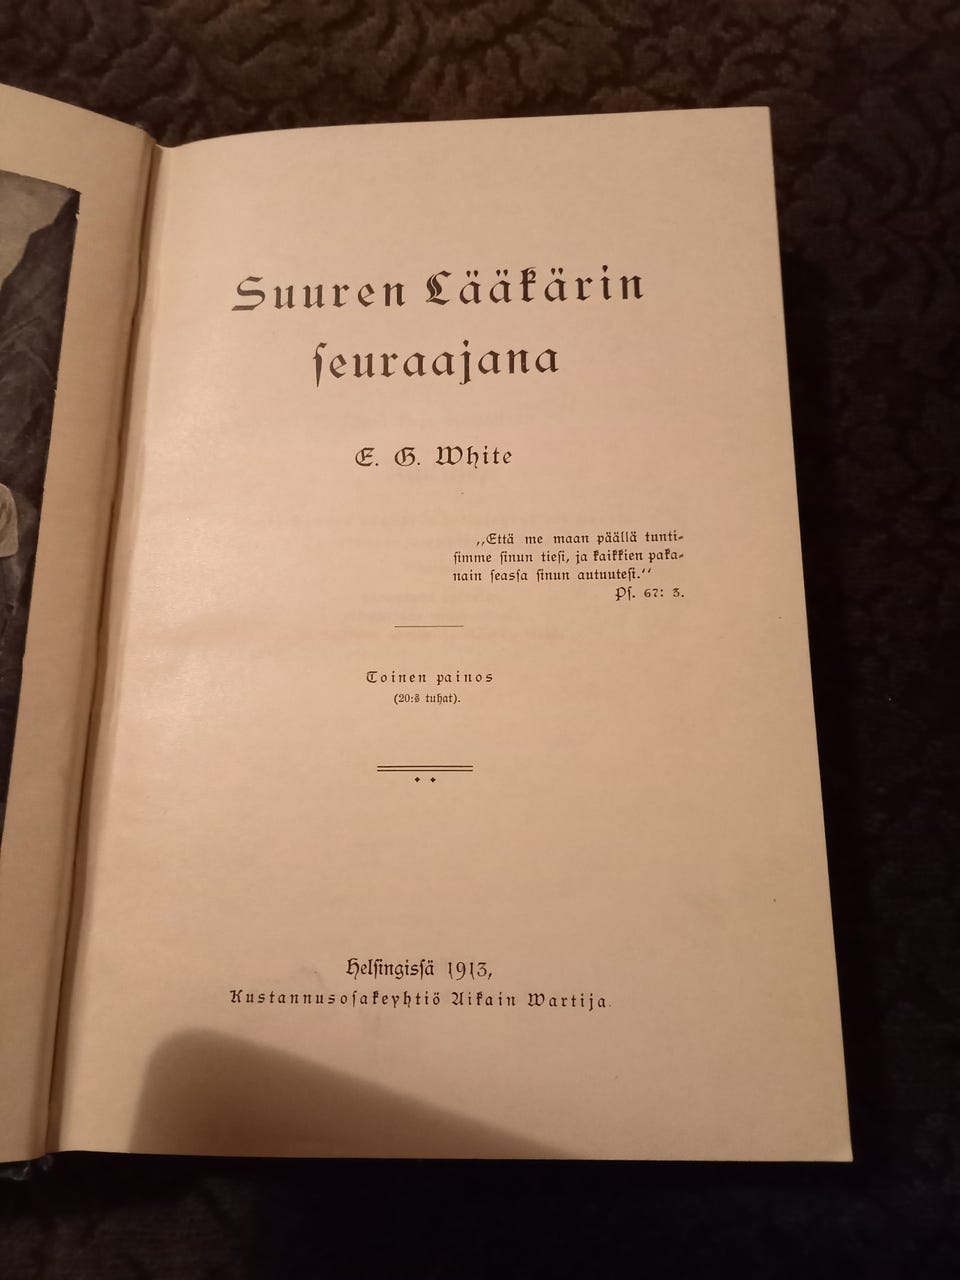 Suuren Lääkärin
seuraajana
E. G. White
„Että me maan päällä tunti-
simme sinun tiesi, ja kaikkien paka-
nain seassa sinun autuutesi.“
Ps. 67: 3.
Toinen painos
(20:s tuhat).
Helsingissä 1913,
Kustannusosakeyhtiö Aikain Wartija.